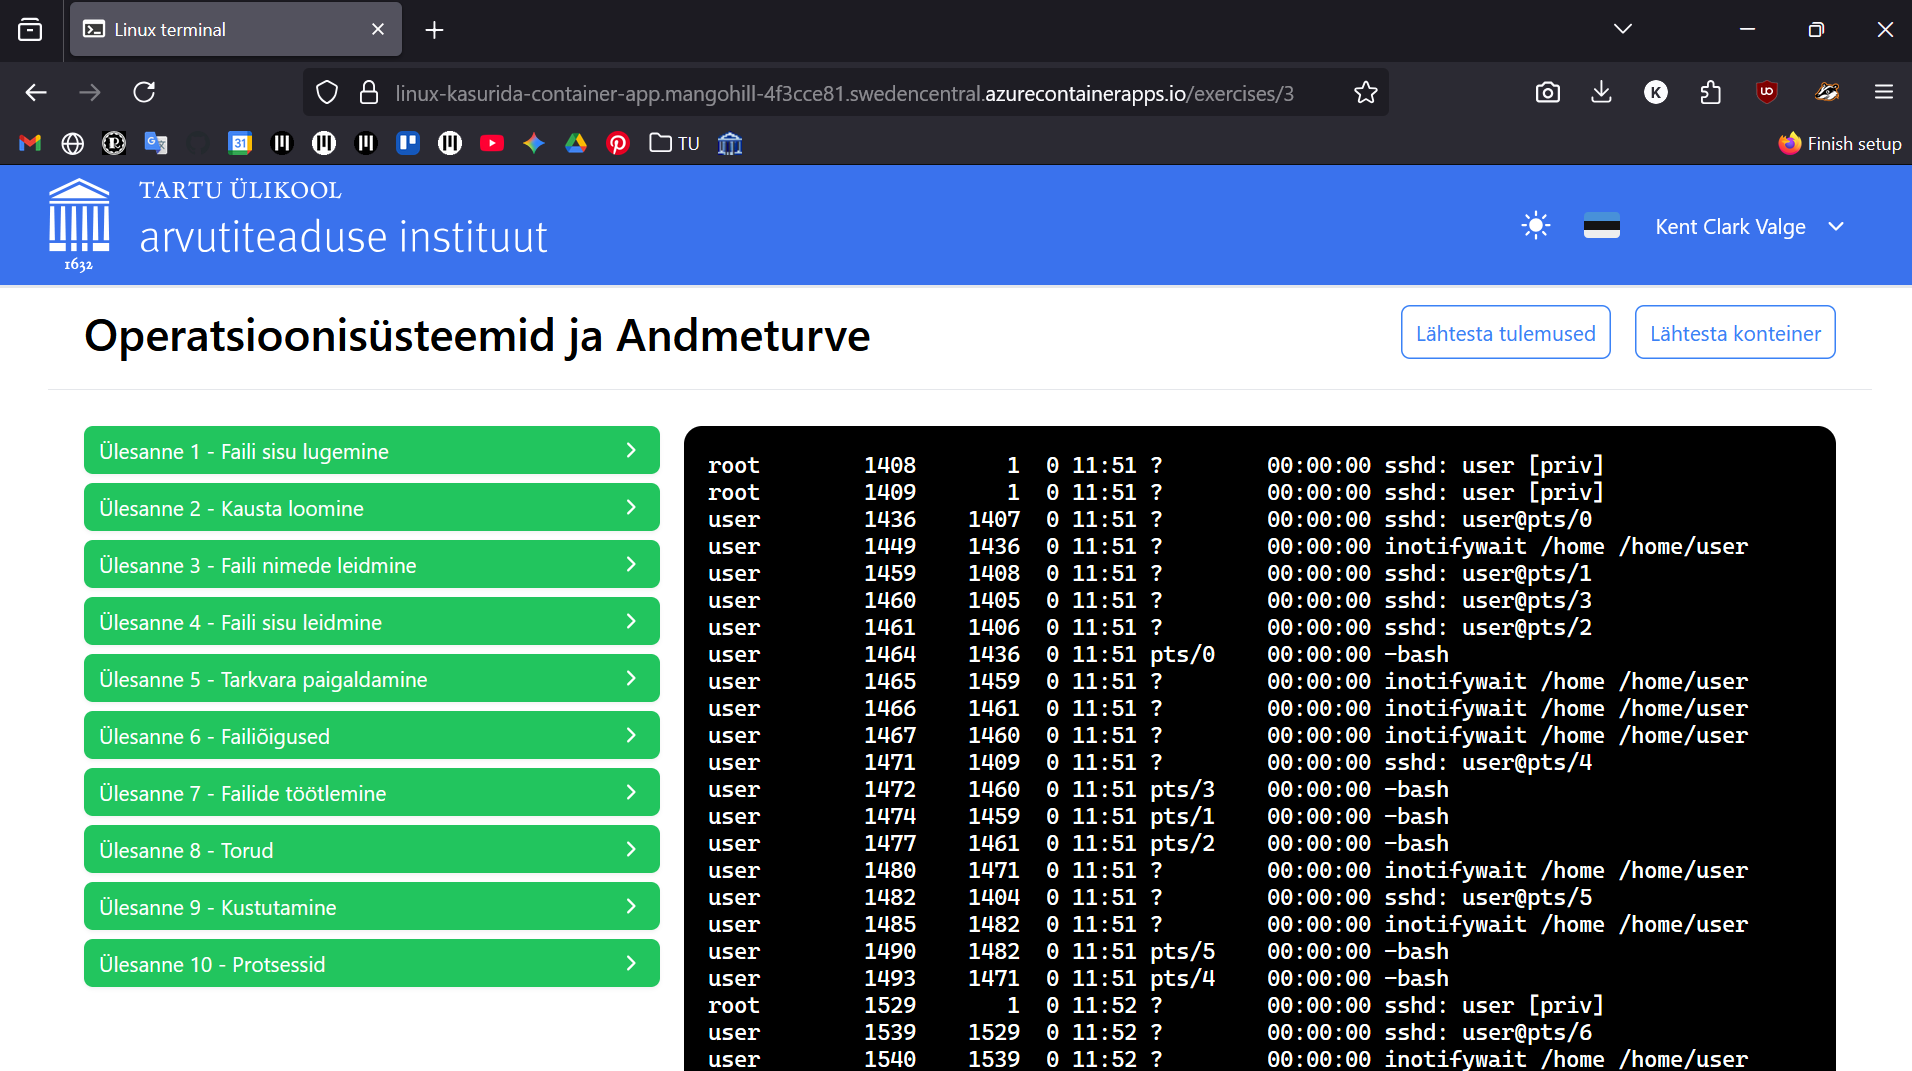 Linux terminal
linux-kasurida-container-app.mangohill-4f3cce81.swedencentral.azurecontainerapps.io/exercises/3
TU
Finish setup
TARTU ÜLIKOOL
arvutiteaduse instituut
1632
Kent Clark Valge
Operatsioonisüsteemid ja Andmeturve
Lähtesta tulemused
Lähtesta konteiner
Ülesanne 1 - Faili sisu lugemine
Ülesanne 2 - Kausta loomine
Ülesanne 3 - Faili nimede leidmine
Ülesanne 4 - Faili sisu leidmine
Ülesanne 5 - Tarkvara paigaldamine
Ülesanne 6 - Failiõigused
Ülesanne 7 - Failide töötlemine
Ülesanne 8 - Torud
Ülesanne 9 - Kustutamine
Ülesanne 10 - Protsessid
root 1408 1 0 11:51 ? 00:00:00 sshd: user [priv]
root 1409 1 0 11:51 ? 00:00:00 sshd: user [priv]
user 1436 1407 0 11:51 ? 00:00:00 sshd: user@pts/0
user 1449 1436 0 11:51 ? 00:00:00 inotifywait /home /home/user
user 1459 1408 0 11:51 ? 00:00:00 sshd: user@pts/1
user 1460 1405 0 11:51 ? 00:00:00 sshd: user@pts/3
user 1461 1406 0 11:51 ? 00:00:00 sshd: user@pts/2
user 1464 1436 0 11:51 pts/0 00:00:00 -bash
user 1465 1459 0 11:51 ? 00:00:00 inotifywait /home /home/user
user 1466 1461 0 11:51 ? 00:00:00 inotifywait /home /home/user
user 1467 1460 0 11:51 ? 00:00:00 inotifywait /home /home/user
user 1471 1409 0 11:51 ? 00:00:00 sshd: user@pts/4
user 1472 1460 0 11:51 pts/3 00:00:00 -bash
user 1474 1459 0 11:51 pts/1 00:00:00 -bash
user 1477 1461 0 11:51 pts/2 00:00:00 -bash
user 1480 1471 0 11:51 ? 00:00:00 inotifywait /home /home/user
user 1482 1404 0 11:51 ? 00:00:00 sshd: user@pts/5
user 1485 1482 0 11:51 ? 00:00:00 inotifywait /home /home/user
user 1490 1482 0 11:51 pts/5 00:00:00 -bash
user 1493 1471 0 11:51 pts/4 00:00:00 -bash
root 1529 1 0 11:52 ? 00:00:00 sshd: user [priv]
user 1539 1529 0 11:52 ? 00:00:00 sshd: user@pts/6
user 1540 1539 0 11:52 ? 00:00:00 inotifywait /home /home/user